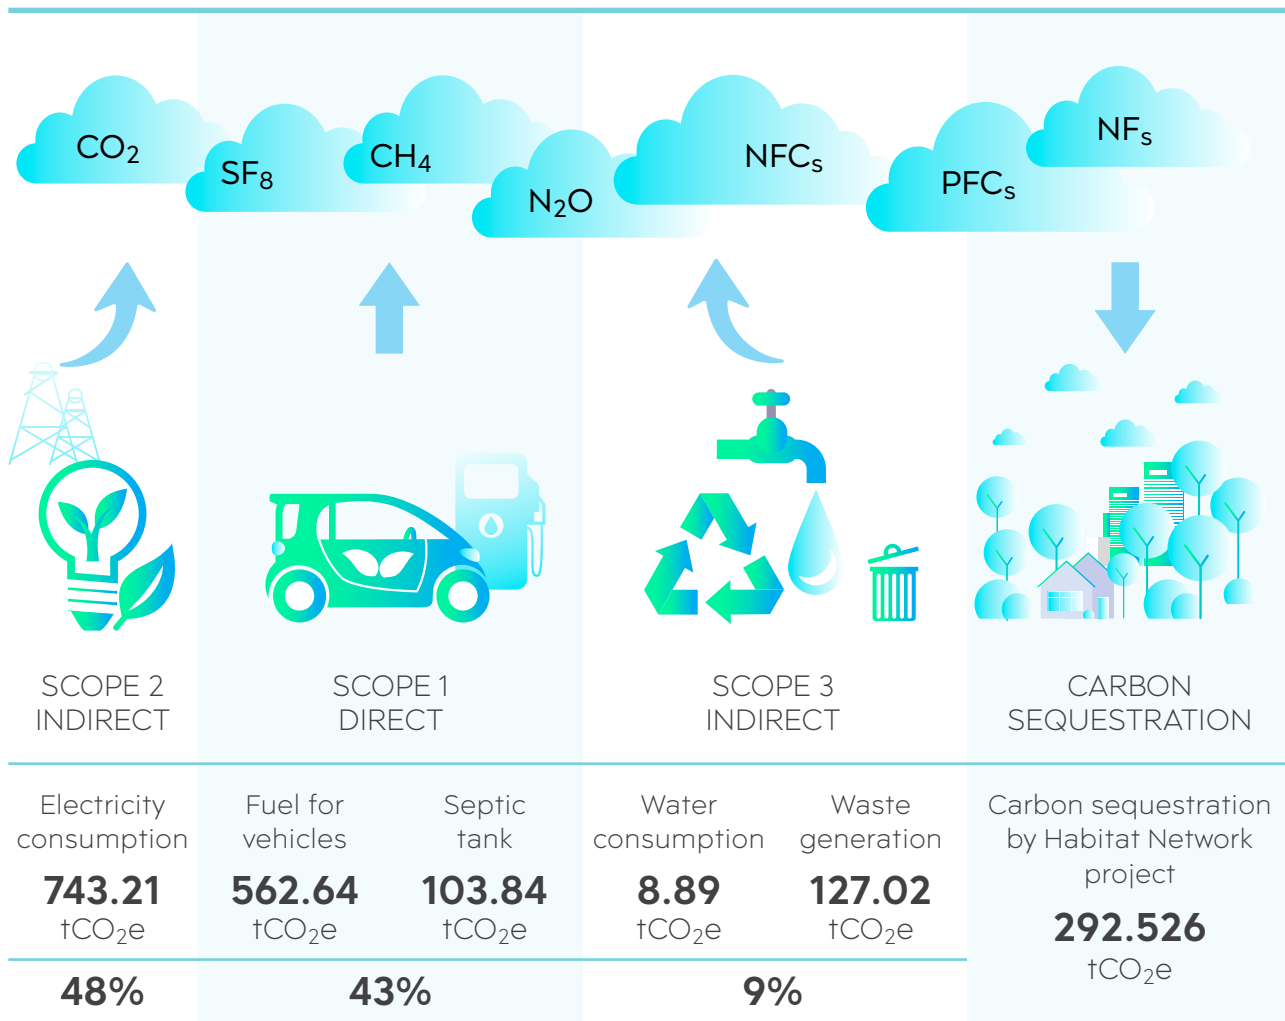 CO₂
SF₈
CH₄
N₂O
NFCₛ
PFCₛ
NFₛ
SCOPE 2
INDIRECT
SCOPE 1
DIRECT
SCOPE 3
INDIRECT
CARBON
SEQUESTRATION
Electricity
consumption
743.21
tCO₂e
48%
Fuel for
vehicles
562.64
tCO₂e
Septic
tank
103.84
tCO₂e
43%
Water
consumption
8.89
tCO₂e
Waste
generation
127.02
tCO₂e
9%
Carbon sequestration
by Habitat Network
project
292.526
tCO₂e